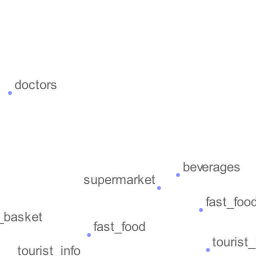 doctors
beverages
supermarket
fast_food
_basket
fast_food
tourist_
tourist_info